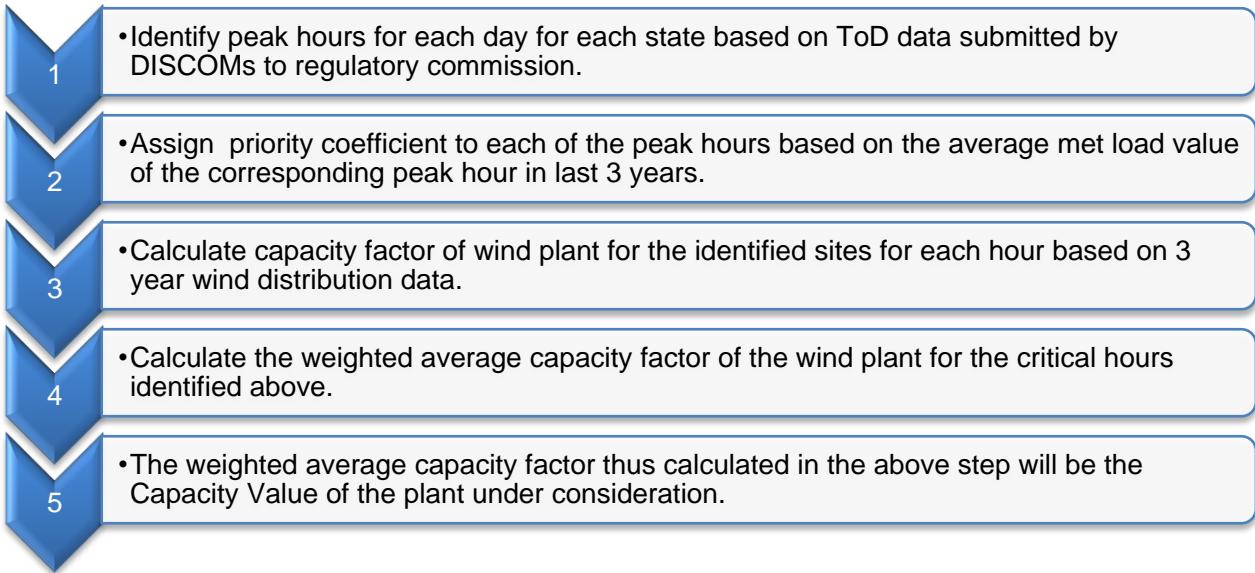 1
•Identify peak hours for each day for each state based on ToD data submitted by
DISCOMs to regulatory commission.
2
•Assign  priority coefficient to each of the peak hours based on the average met load value
of the corresponding peak hour in last 3 years.
3
•Calculate capacity factor of wind plant for the identified sites for each hour based on 3
year wind distribution data.
4
•Calculate the weighted average capacity factor of the wind plant for the critical hours
identified above.
5
•The weighted average capacity factor thus calculated in the above step will be the
Capacity Value of the plant under consideration.